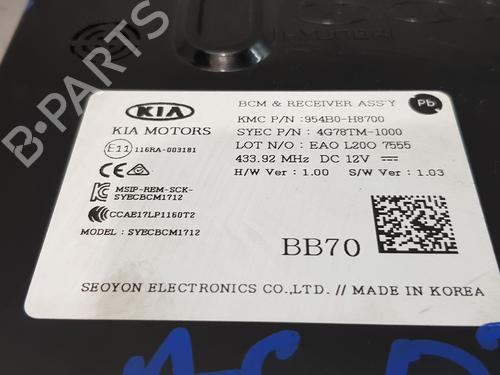 HYUNDAI
BCM & RECEIVER ASS'Y
Pb
KIA
KMC P/N :954B0-H8700
KIA MOTORS
SYEC P/N : 4G78TM-1000
E11 116RA-003181
LOT N/O : EAO L20O 7555
433.92 MHz DC 12V
H/W Ver : 1.00 S/W Ver : 1.03
MSIP-REM-SCK-
SYECBCM1712
CCAE17LP1160T2
MODEL : SYECBCM1712
BB70
SEOYON ELECTRONICS CO.,LTD. // MADE IN KOREA